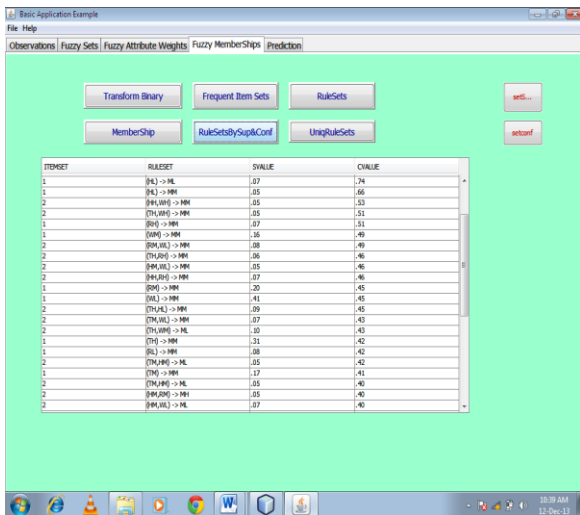 Basic Application Example
File Help
Observations Fuzzy Sets Fuzzy Attribute Weights Fuzzy MemberShips Prediction
Transform Binary Frequent Item Sets RuleSets setS...
MemberShip RuleSetsBySup&Conf UniqRuleSets setconf
ITEMSET RULESET SVALUE CVALUE
1 (HL) -> ML .07 .74
1 (HL) -> MM .05 .66
2 (HH,WH) -> MM .05 .53
2 (TH,WH) -> MM .05 .51
1 (RH) -> MM .07 .51
1 (WM) -> MM .16 .49
2 (RM,WL) -> MM .08 .49
2 (TH,RH) -> MM .06 .46
2 (HM,WL) -> MM .05 .46
2 (HH,RH) -> MM .07 .46
1 (RM) -> MM .20 .45
1 (WL) -> MM .41 .45
2 (TH,HL) -> MM .09 .45
2 (TM,WL) -> MM .07 .43
2 (TH,WM) -> ML .10 .43
1 (TH) -> MM .31 .42
1 (RL) -> MM .08 .42
2 (TM,HM) -> ML .05 .42
1 (TM) -> MM .17 .41
2 (TM,HM) -> ML .05 .40
2 (HM,RM) -> MH .05 .40
2 (HM,WL) -> ML .07 .40
10:39 AM
12-Dec-13